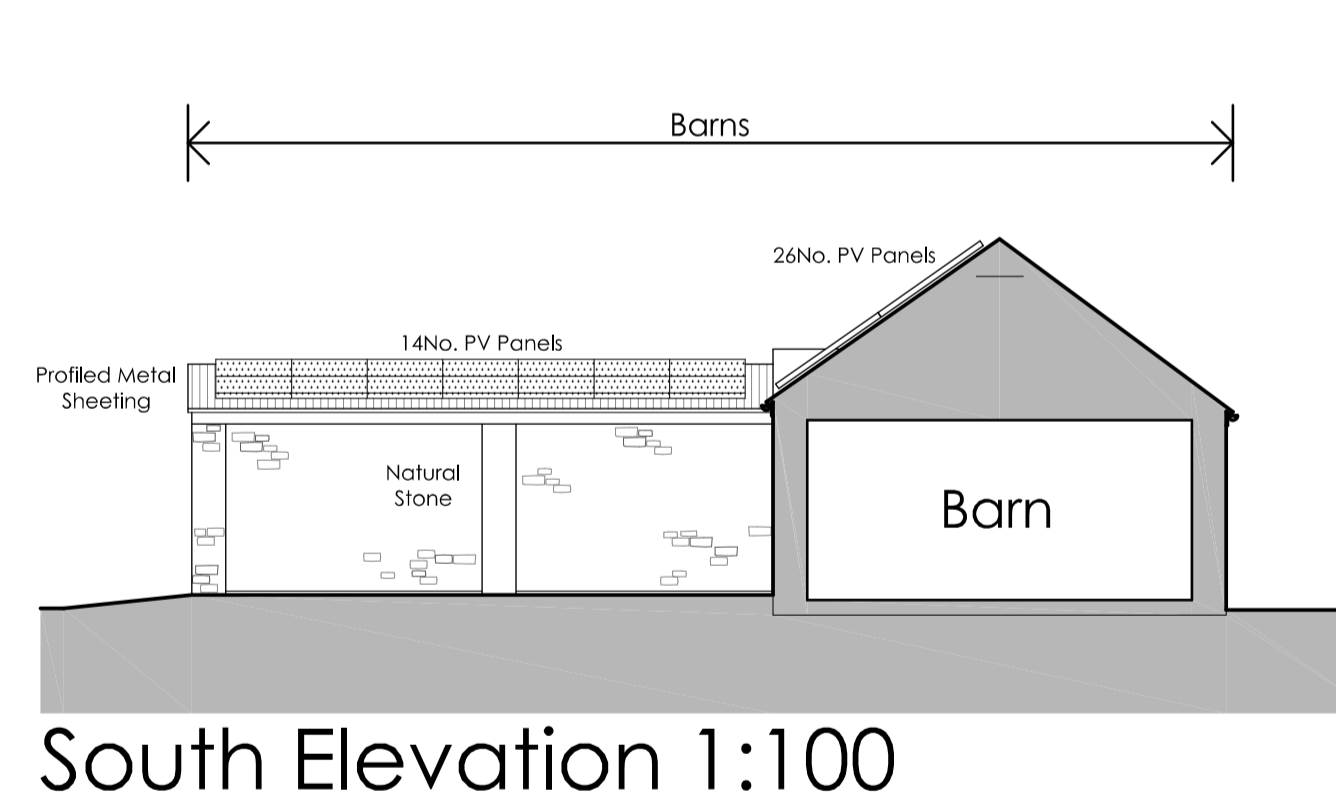 Barns
26No. PV Panels
14No. PV Panels
Profiled Metal
Sheeting
Natural
Stone
Barn
South Elevation 1:100